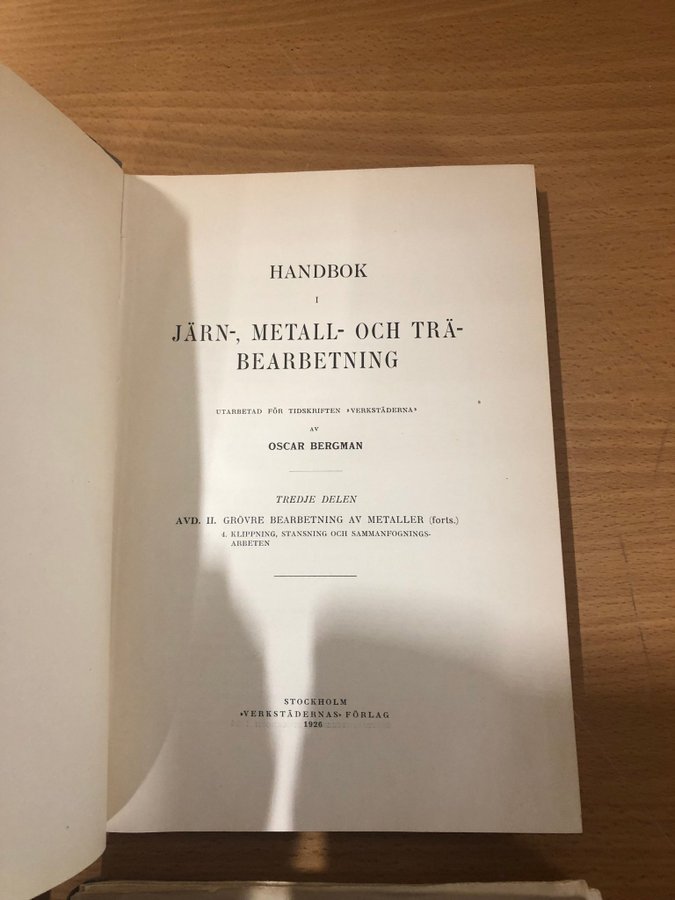 HANDBOK
I
JÄRN-, METALL- OCH TRÄ-
BEARBETNING
UTARBETAD FÖR TIDSKRIFTEN »VERKSTÄDERNA»
AV
OSCAR BERGMAN
TREDJE DELEN
AVD. II. GRÖVRE BEARBETNING AV METALLER (forts.)
4. KLIPPNING, STANSNING OCH SAMMANFOGNINGS-
ARBETEN
STOCKHOLM
»VERKSTÄDERNAS» FÖRLAG
1926